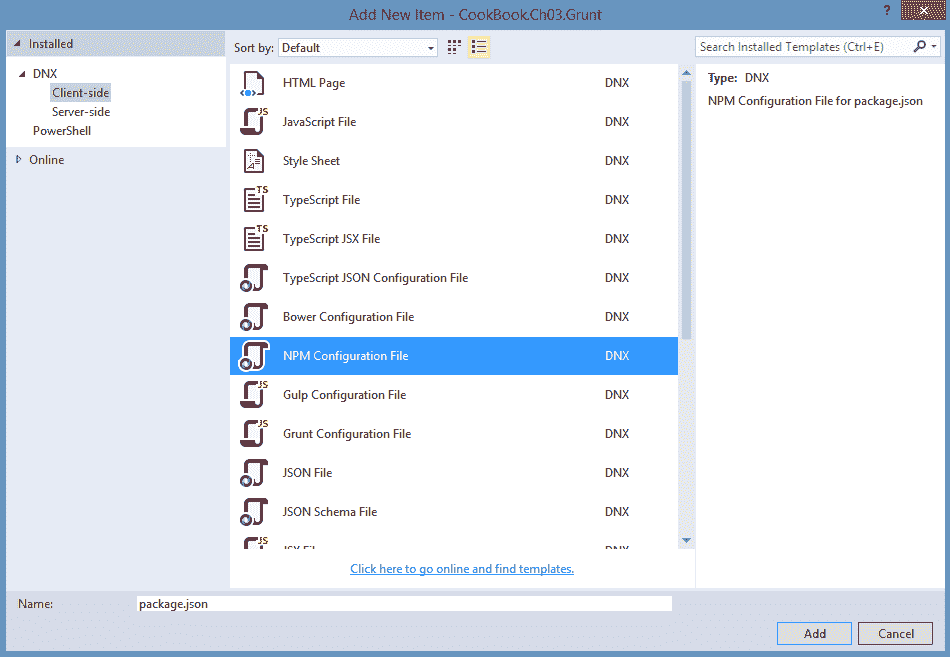 Add New Item - CookBook.Ch03.Grunt
?
Installed
DNX
Client-side
Server-side
PowerShell
Online
Sort by: Default
HTML Page DNX
JavaScript File DNX
Style Sheet DNX
TypeScript File DNX
TypeScript JSX File DNX
TypeScript JSON Configuration File DNX
Bower Configuration File DNX
NPM Configuration File DNX
Gulp Configuration File DNX
Grunt Configuration File DNX
JSON File DNX
JSON Schema File DNX
Click here to go online and find templates.
Search Installed Templates (Ctrl+E)
Type: DNX
NPM Configuration File for package.json
Name: package.json
Add Cancel